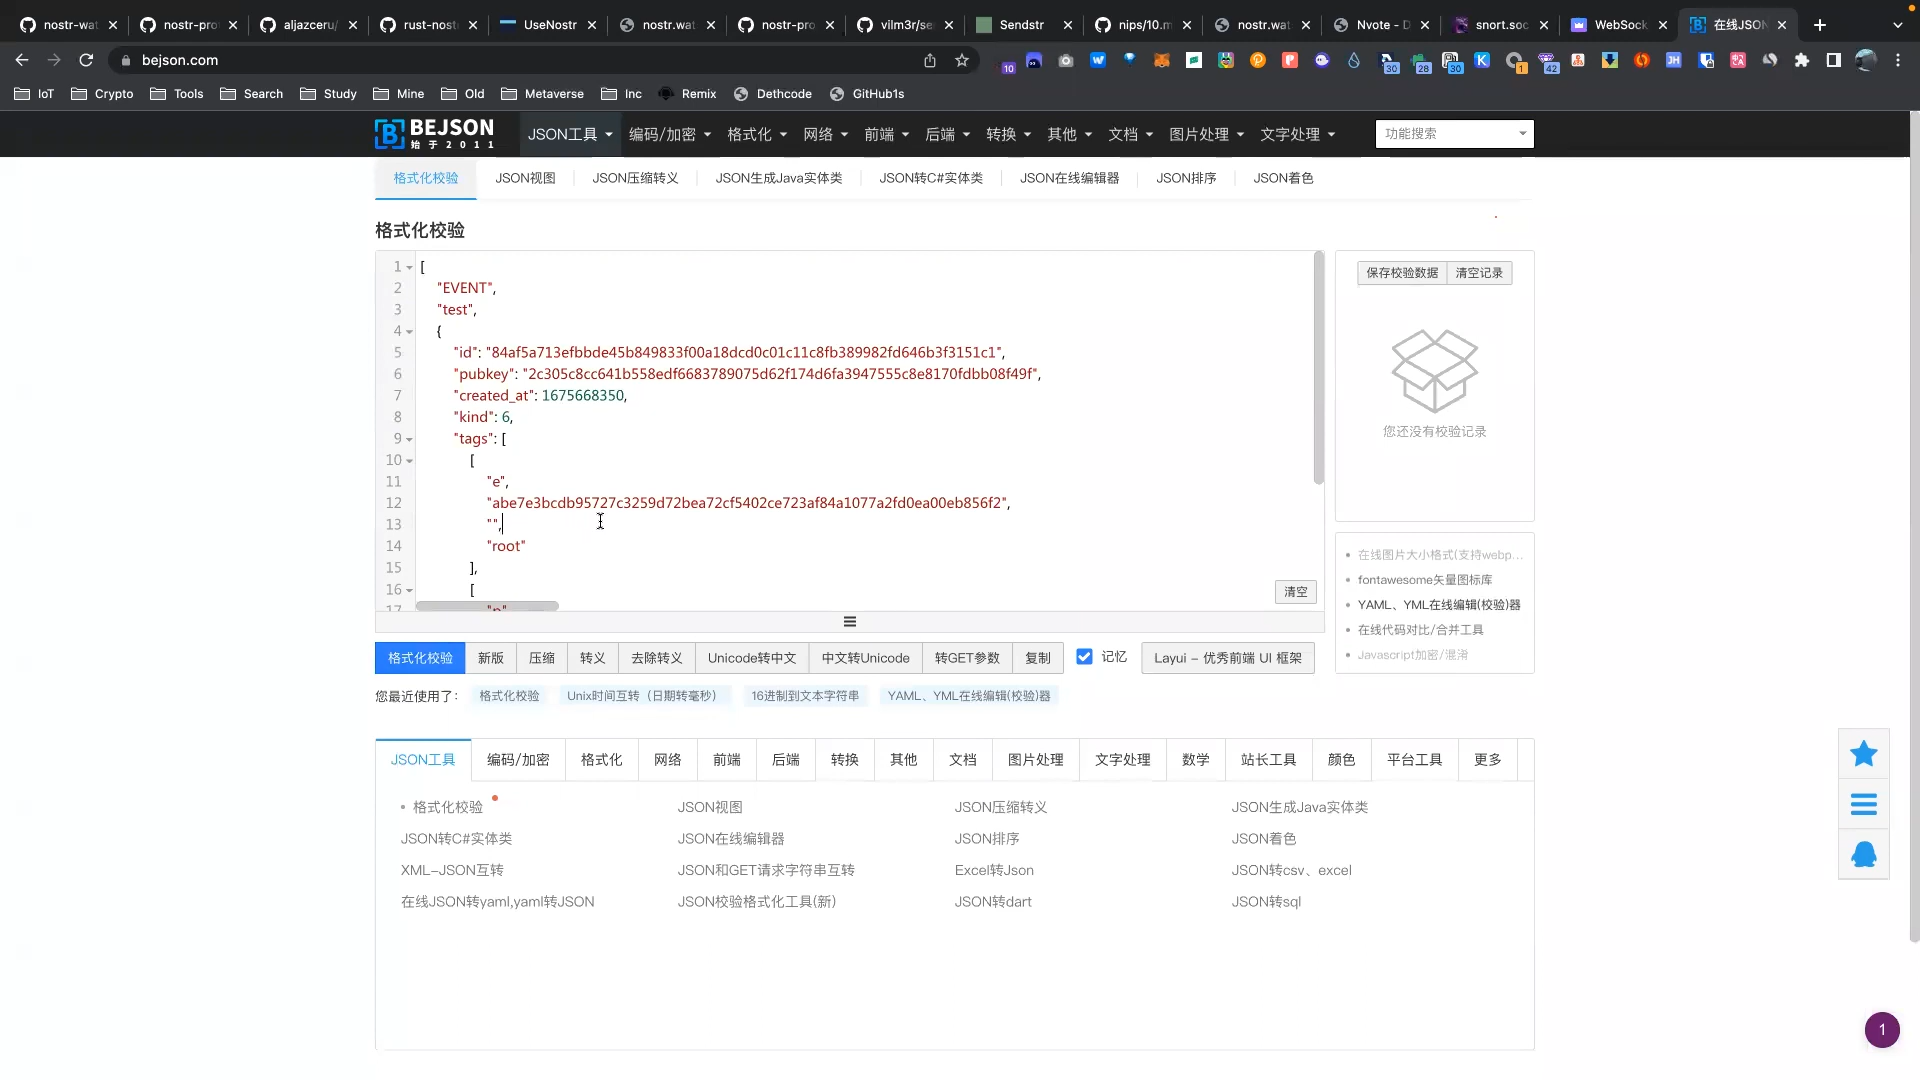 nostr-wat
nostr-pro
aljazceru/
rust-nost
UseNostr
nostr.wat
nostr-pro
vilm3r/se
Sendstr
nips/10.m
nostr.wat
Nvote - D
snort.soc
WebSock
在线JSON
bejson.com
10
30
28
30
1
42
IoT
Crypto
Tools
Search
Study
Mine
Old
Metaverse
Inc
Remix
Dethcode
GitHub1s
BEJSON
始于2011
JSON工具
编码/加密
格式化
网络
前端
后端
转换
其他
文档
图片处理
文字处理
功能搜索
格式化校验
JSON视图
JSON压缩转义
JSON生成Java实体类
JSON转C#实体类
JSON在线编辑器
JSON排序
JSON着色
格式化校验
1 [
2 "EVENT",
3 "test",
4 {
5 "id": "84af5a713efbbde45b849833f00a18dcd0c01c11c8fb389982fd646b3f3151c1",
6 "pubkey": "2c305c8cc641b558edf6683789075d62f174d6fa3947555c8e8170fdbb08f49f",
7 "created_at": 1675668350,
8 "kind": 6,
9 "tags": [
10 [
11 "e",
12 "abe7e3bcdb95727c3259d72bea72cf5402ce723af84a1077a2fd0ea00eb856f2",
13 "",
14 "root"
15 ],
16 [
17 "p"
清空
保存校验数据
清空记录
您还没有校验记录
在线图片大小格式(支持webp...
fontawesome矢量图标库
YAML、YML在线编辑(校验)器
在线代码对比/合并工具
Javascript加密/混淆
格式化校验
新版
压缩
转义
去除转义
Unicode转中文
中文转Unicode
转GET参数
复制
记忆
Layui - 优秀前端 UI 框架
您最近使用了:
格式化校验
Unix时间互转（日期转毫秒）
16进制到文本字符串
YAML、YML在线编辑(校验)器
JSON工具
编码/加密
格式化
网络
前端
后端
转换
其他
文档
图片处理
文字处理
数学
站长工具
颜色
平台工具
更多
格式化校验
JSON视图
JSON压缩转义
JSON生成Java实体类
JSON转C#实体类
JSON在线编辑器
JSON排序
JSON着色
XML-JSON互转
JSON和GET请求字符串互转
Excel转Json
JSON转csv、excel
在线JSON转yaml,yaml转JSON
JSON校验格式化工具(新)
JSON转dart
JSON转sql
1